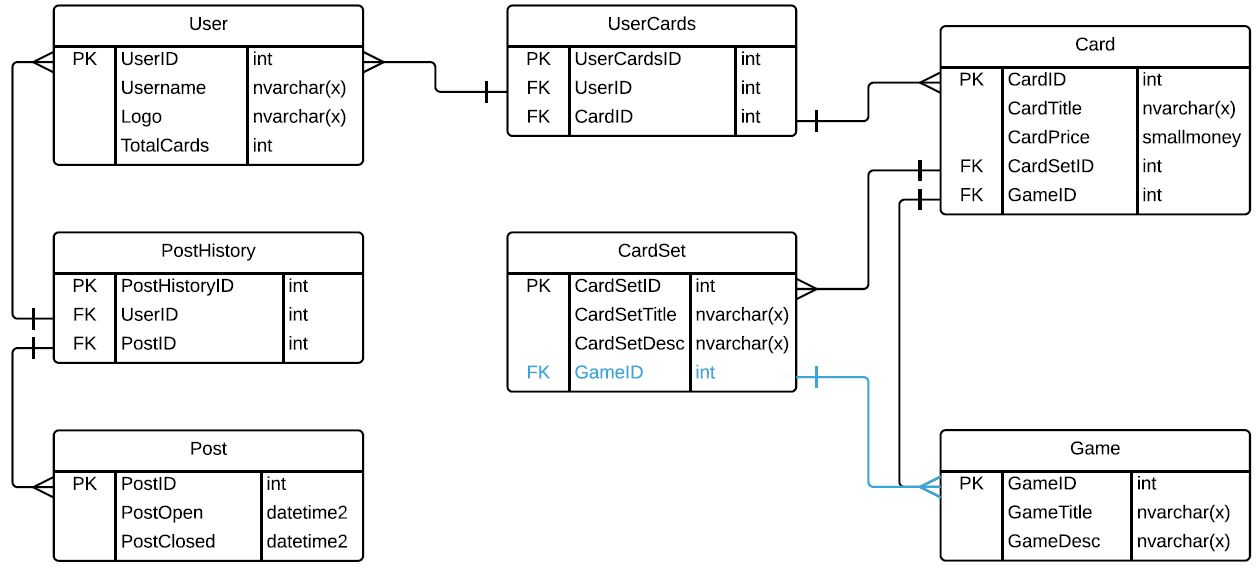 User
PK UserID int
Username nvarchar(x)
Logo nvarchar(x)
TotalCards int
UserCards
PK UserCardsID int
FK UserID int
FK CardID int
Card
PK CardID int
CardTitle nvarchar(x)
CardPrice smallmoney
FK CardSetID int
FK GameID int
PostHistory
PK PostHistoryID int
FK UserID int
FK PostID int
CardSet
PK CardSetID int
CardSetTitle nvarchar(x)
CardSetDesc nvarchar(x)
FK GameID int
Post
PK PostID int
PostOpen datetime2
PostClosed datetime2
Game
PK GameID int
GameTitle nvarchar(x)
GameDesc nvarchar(x)